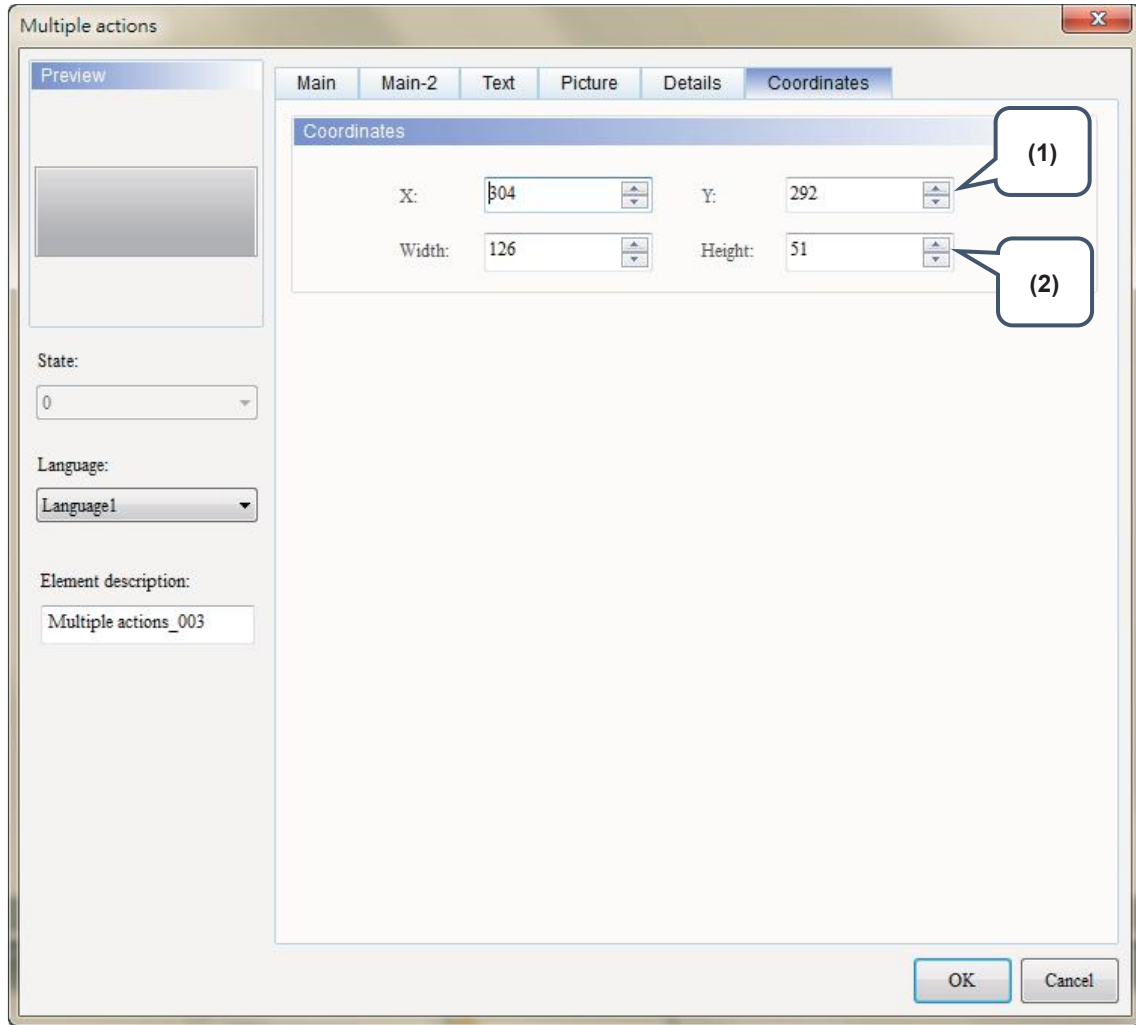 Multiple actions
Preview
Main Main-2 Text Picture Details Coordinates
Coordinates
(1)
X: 304 Y: 292
Width: 126 Height: 51
(2)
State:
0
Language:
Language1
Element description:
Multiple actions_003
OK Cancel